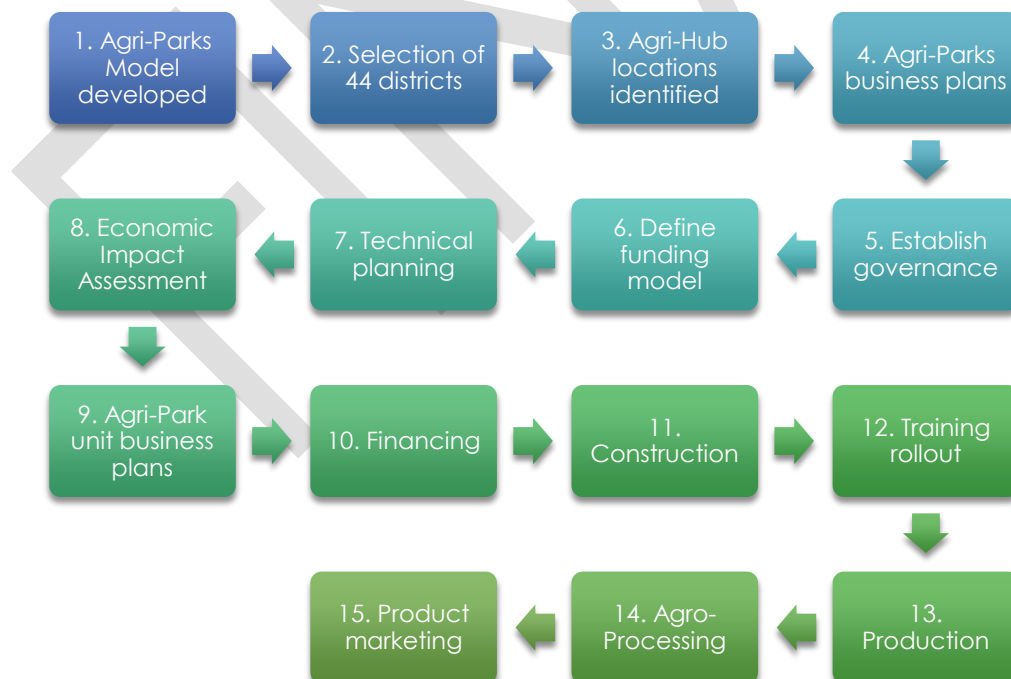 1. Agri-Parks
Model
developed
2. Selection of
44 districts
3. Agri-Hub
locations
identified
4. Agri-Parks
business plans
5. Establish
governance
6. Define
funding
model
7. Technical
planning
8. Economic
Impact
Assessment
9. Agri-Park
unit business
plans
10. Financing
11.
Construction
12. Training
rollout
13.
Production
14. Agro-
Processing
15. Product
marketing